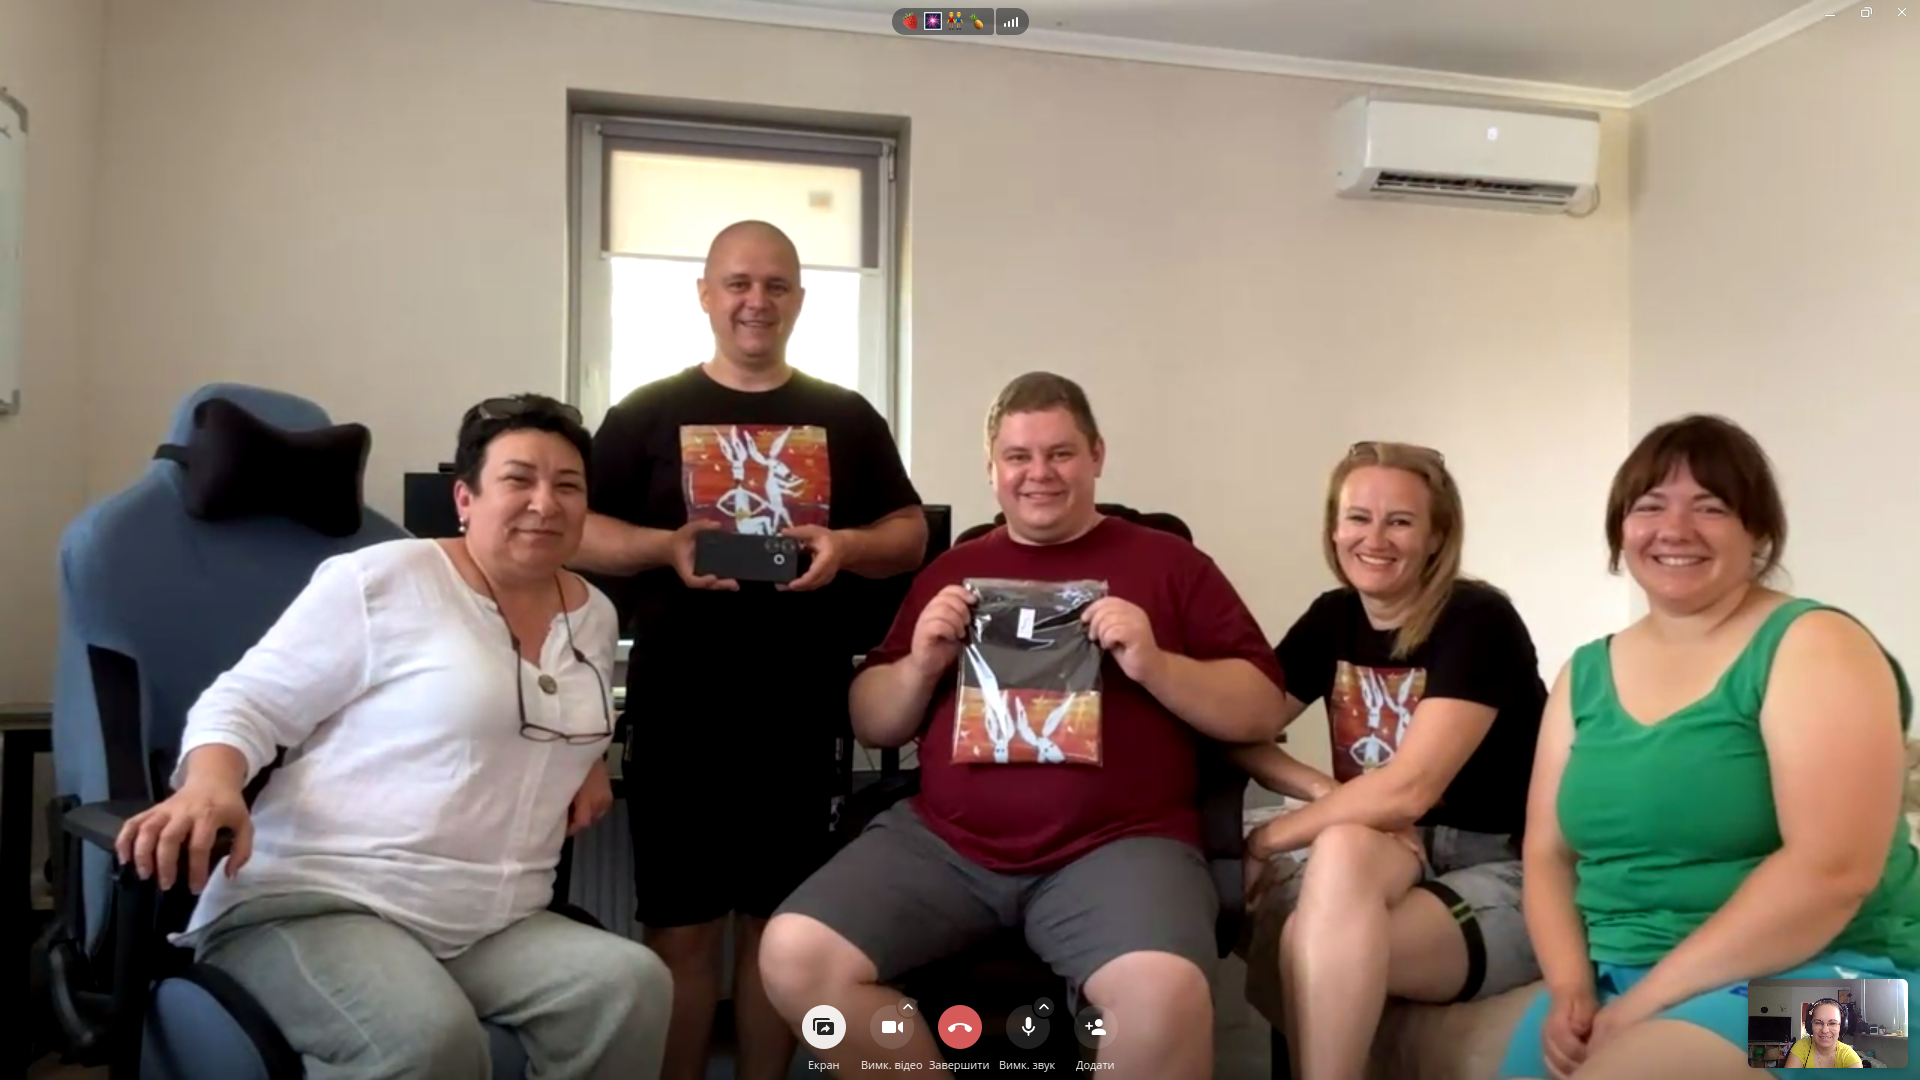 Екран
Вимк. відео
Завершити
Вимк. звук
Додати